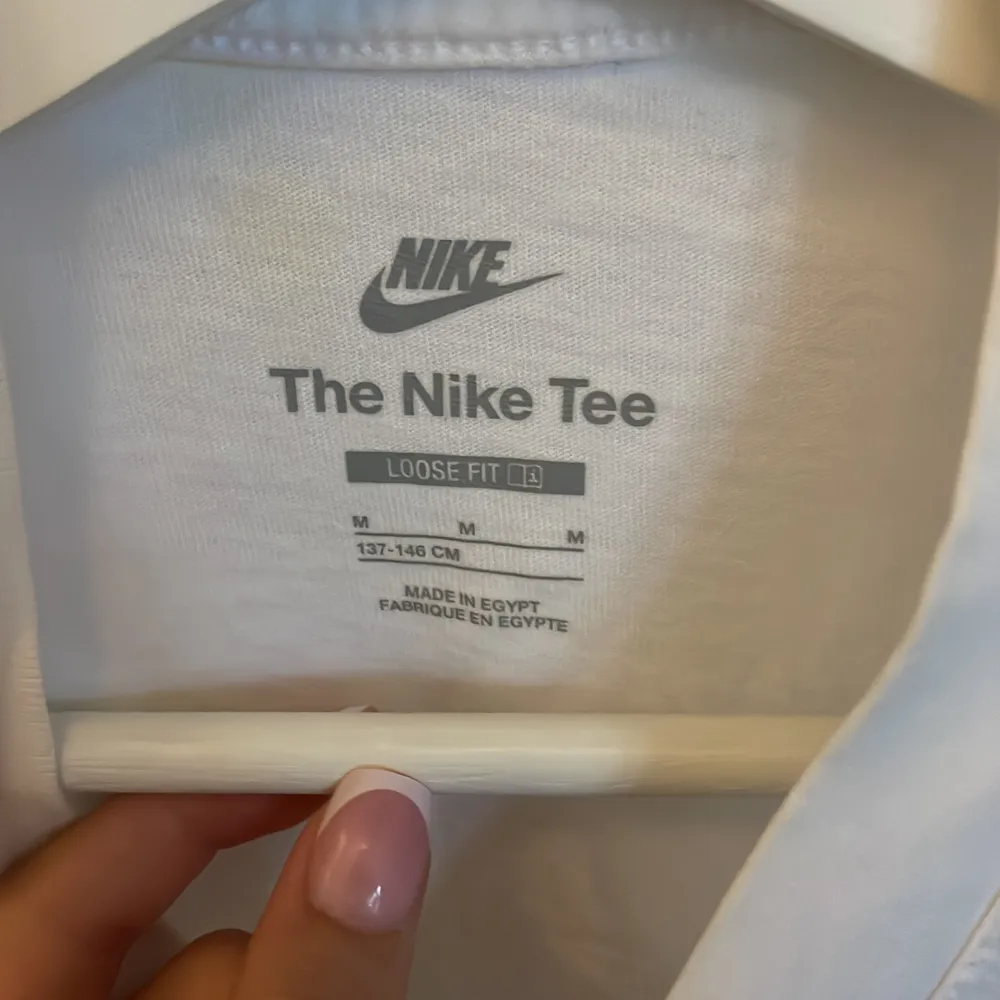 NIKE
The Nike Tee
LOOSE FIT
M M M
137-146 CM
MADE IN EGYPT
FABRIQUE EN EGYPTE